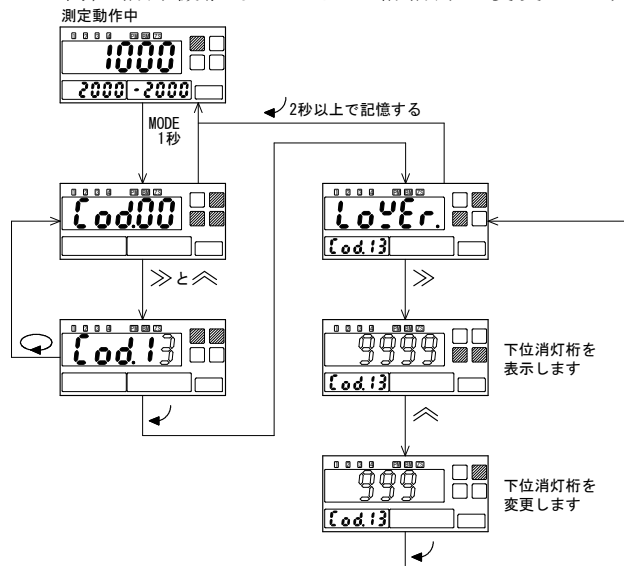 測定動作中
1000
2000 -2000
MODE
1秒
2秒以上で記憶する
Cod.00
LoYEr.
Cod.13
≫と︽
≫
Cod.13
9999
Cod.13
下位消灯桁を
表示します
︽
999
Cod.13
下位消灯桁を
変更します